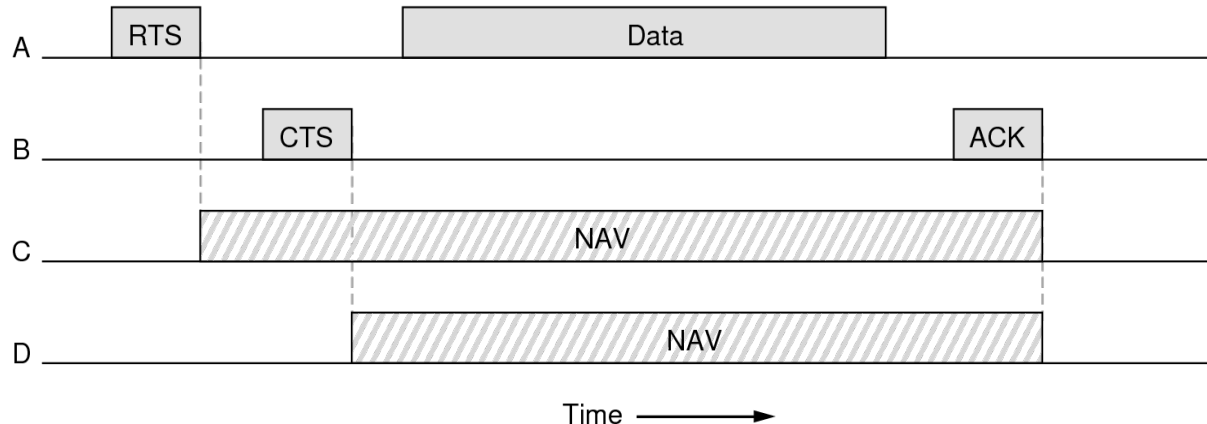 A RTS Data
B CTS ACK
C NAV
D NAV
Time